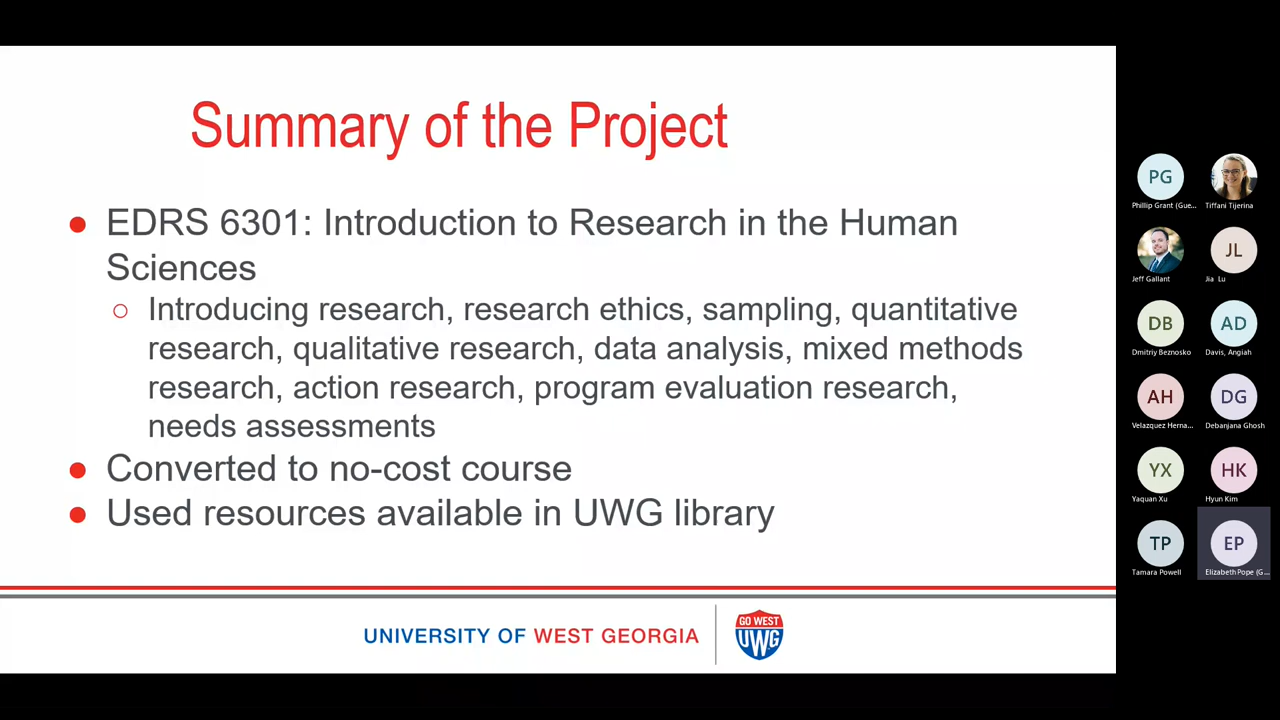 Summary of the Project
● EDRS 6301: Introduction to Research in the Human
Sciences
○ Introducing research, research ethics, sampling, quantitative
research, qualitative research, data analysis, mixed methods
research, action research, program evaluation research,
needs assessments
● Converted to no-cost course
● Used resources available in UWG library
UNIVERSITY OF WEST GEORGIA
GO WEST
UWG
PG
Phillip Grant (Gue...
Tiffani Tijerina
Jeff Gallant
JL
Jia Lu
DB
Dmitriy Beznosko
AD
Davis, Angiah
AH
Velazquez Herna...
DG
Debanjana Ghosh
YX
Yaquan Xu
HK
Hyun Kim
TP
Tamara Powell
EP
Elizabeth Pope (G...